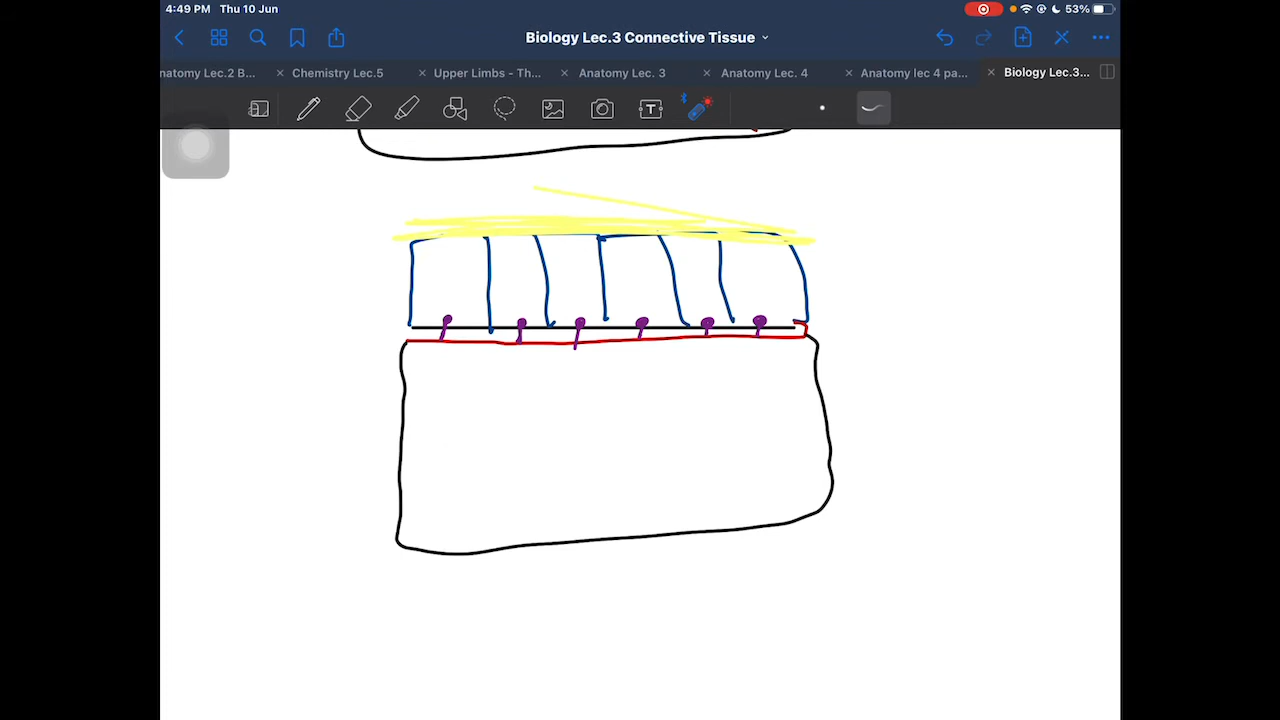 4:49 PM Thu 10 Jun 53%
Biology Lec.3 Connective Tissue
natomy Lec.2 B... Chemistry Lec.5 Upper Limbs - Th... Anatomy Lec. 3 Anatomy Lec. 4 Anatomy lec 4 pa... Biology Lec.3...
T